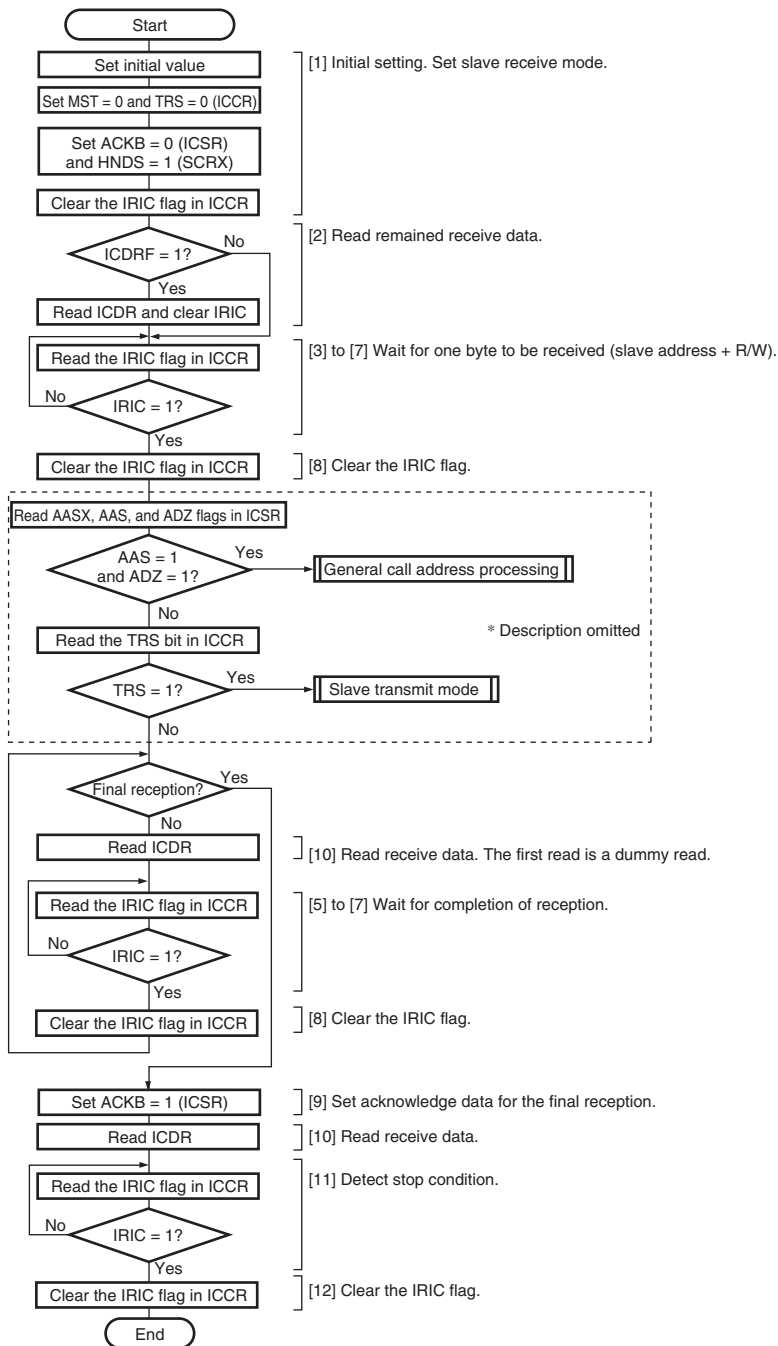 Start
Set initial value
[1] Initial setting. Set slave receive mode.
Set MST = 0 and TRS = 0 (ICCR)
Set ACKB = 0 (ICSR)
and HNDS = 1 (SCRX)
Clear the IRIC flag in ICCR
[2] Read remained receive data.
ICDRF = 1?
No
Yes
Read ICDR and clear IRIC
[3] to [7] Wait for one byte to be received (slave address + R/W).
Read the IRIC flag in ICCR
No
IRIC = 1?
Yes
Clear the IRIC flag in ICCR
[8] Clear the IRIC flag.
Read AASX, AAS, and ADZ flags in ICSR
AAS = 1
and ADZ = 1?
Yes
General call address processing
No
Read the TRS bit in ICCR
* Description omitted
TRS = 1?
Yes
Slave transmit mode
No
Final reception?
Yes
No
Read ICDR
[10] Read receive data. The first read is a dummy read.
Read the IRIC flag in ICCR
[5] to [7] Wait for completion of reception.
No
IRIC = 1?
Yes
Clear the IRIC flag in ICCR
[8] Clear the IRIC flag.
Set ACKB = 1 (ICSR)
[9] Set acknowledge data for the final reception.
Read ICDR
[10] Read receive data.
Read the IRIC flag in ICCR
[11] Detect stop condition.
No
IRIC = 1?
Yes
Clear the IRIC flag in ICCR
[12] Clear the IRIC flag.
End